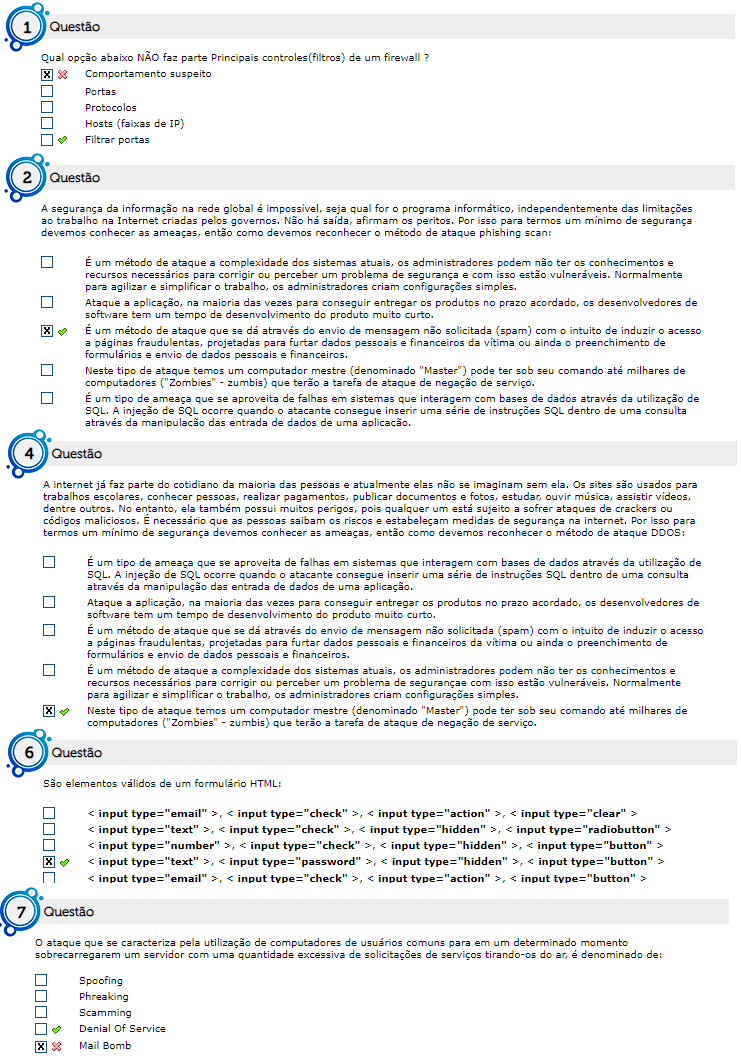 1 Questão
Qual opção abaixo NÃO faz parte Principais controles(filtros) de um firewall ?
Comportamento suspeito
Portas
Protocolos
Hosts (faixas de IP)
Filtrar portas
2 Questão
A segurança da informação na rede global é impossível, seja qual for o programa informático, independentemente das limitações
ao trabalho na Internet criadas pelos governos. Não há saída, afirmam os peritos. Por isso para termos um mínimo de segurança
devemos conhecer as ameaças, então como devemos reconhecer o método de ataque phishing scan:
É um método de ataque a complexidade dos sistemas atuais, os administradores podem não ter os conhecimentos e
recursos necessários para corrigir ou perceber um problema de segurança e com isso estão vulneráveis. Normalmente
para agilizar e simplificar o trabalho, os administradores criam configurações simples.
Ataque a aplicação, na maioria das vezes para conseguir entregar os produtos no prazo acordado, os desenvolvedores de
software tem um tempo de desenvolvimento do produto muito curto.
É um método de ataque que se dá através do envio de mensagem não solicitada (spam) com o intuito de induzir o acesso
a páginas fraudulentas, projetadas para furtar dados pessoais e financeiros da vítima ou ainda o preenchimento de
formulários e envio de dados pessoais e financeiros.
Neste tipo de ataque temos um computador mestre (denominado "Master") pode ter sob seu comando até milhares de
computadores ("Zombies" - zumbis) que terão a tarefa de ataque de negação de serviço.
É um tipo de ameaça que se aproveita de falhas em sistemas que interagem com bases de dados através da utilização de
SQL. A injeção de SQL ocorre quando o atacante consegue inserir uma série de instruções SQL dentro de uma consulta
através da manipulação das entrada de dados de uma aplicação.
4 Questão
A internet já faz parte do cotidiano da maioria das pessoas e atualmente elas não se imaginam sem ela. Os sites são usados para
trabalhos escolares, conhecer pessoas, realizar pagamentos, publicar documentos e fotos, estudar, ouvir música, assistir vídeos,
dentre outros. No entanto, ela também possui muitos perigos, pois qualquer um está sujeito a sofrer ataques de crackers ou
códigos maliciosos. É necessário que as pessoas saibam os riscos e estabeleçam medidas de segurança na internet. Por isso para
termos um mínimo de segurança devemos conhecer as ameaças, então como devemos reconhecer o método de ataque DDOS:
É um tipo de ameaça que se aproveita de falhas em sistemas que interagem com bases de dados através da utilização de
SQL. A injeção de SQL ocorre quando o atacante consegue inserir uma série de instruções SQL dentro de uma consulta
através da manipulação das entrada de dados de uma aplicação.
Ataque a aplicação, na maioria das vezes para conseguir entregar os produtos no prazo acordado, os desenvolvedores de
software tem um tempo de desenvolvimento do produto muito curto.
É um método de ataque que se dá através do envio de mensagem não solicitada (spam) com o intuito de induzir o acesso
a páginas fraudulentas, projetadas para furtar dados pessoais e financeiros da vítima ou ainda o preenchimento de
formulários e envio de dados pessoais e financeiros.
É um método de ataque a complexidade dos sistemas atuais, os administradores podem não ter os conhecimentos e
recursos necessários para corrigir ou perceber um problema de segurançae com isso estão vulneráveis. Normalmente
para agilizar e simplificar o trabalho, os administradores criam configurações simples.
Neste tipo de ataque temos um computador mestre (denominado "Master") pode ter sob seu comando até milhares de
computadores ("Zombies" - zumbis) que terão a tarefa de ataque de negação de serviço.
6 Questão
São elementos válidos de um formulário HTML:
< input type="email" >, < input type="check" >, < input type="action" >, < input type="clear" >
< input type="text" >, < input type="check" >, < input type="hidden" >, < input type="radiobutton" >
< input type="number" >, < input type="check" >, < input type="hidden" >, < input type="button" >
< input type="text" >, < input type="password" >, < input type="hidden" >, < input type="button" >
< input type="email" >, < input type="check" >, < input type="action" >, < input type="button" >
7 Questão
O ataque que se caracteriza pela utilização de computadores de usuários comuns para em um determinado momento
sobrecarregarem um servidor com uma quantidade excessiva de solicitações de serviços tirando-os do ar, é denominado de:
Spoofing
Phreaking
Scamming
Denial Of Service
Mail Bomb